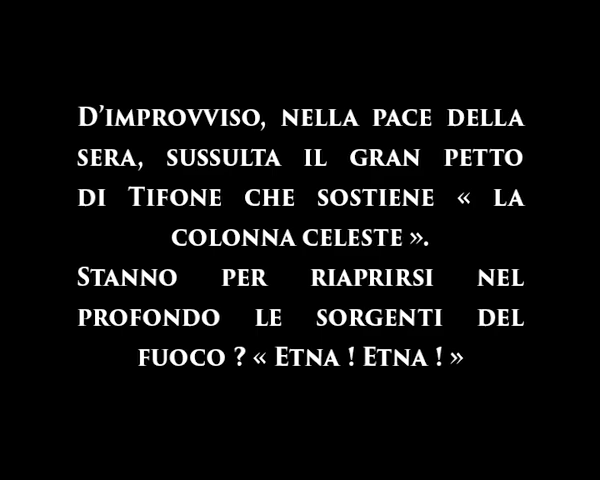 D’improvviso, nella pace della
sera, sussulta il gran petto
di Tifone che sostiene « la
colonna celeste ».
Stanno per riaprirsi nel
profondo le sorgenti del
fuoco ? « Etna ! Etna ! »